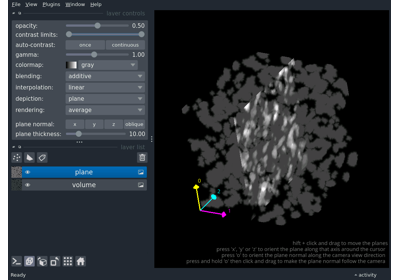 File View Plugins Window Help
layer controls
opacity: 0.50
contrast limits:
auto-contrast: once continuous
gamma: 1.00
colormap: gray
blending: additive
interpolation: linear
depiction: plane
rendering: average
plane normal: x y z oblique
plane thickness: 10.00
layer list
plane
volume
0
2
hift + click and drag to move the planes
press 'x', 'y' or 'z' to orient the plane along that axis around the cursor
press 'o' to orient the plane normal along the camera view direction
press and hold 'o' then click and drag to make the plane normal follow the camera
Ready
activity